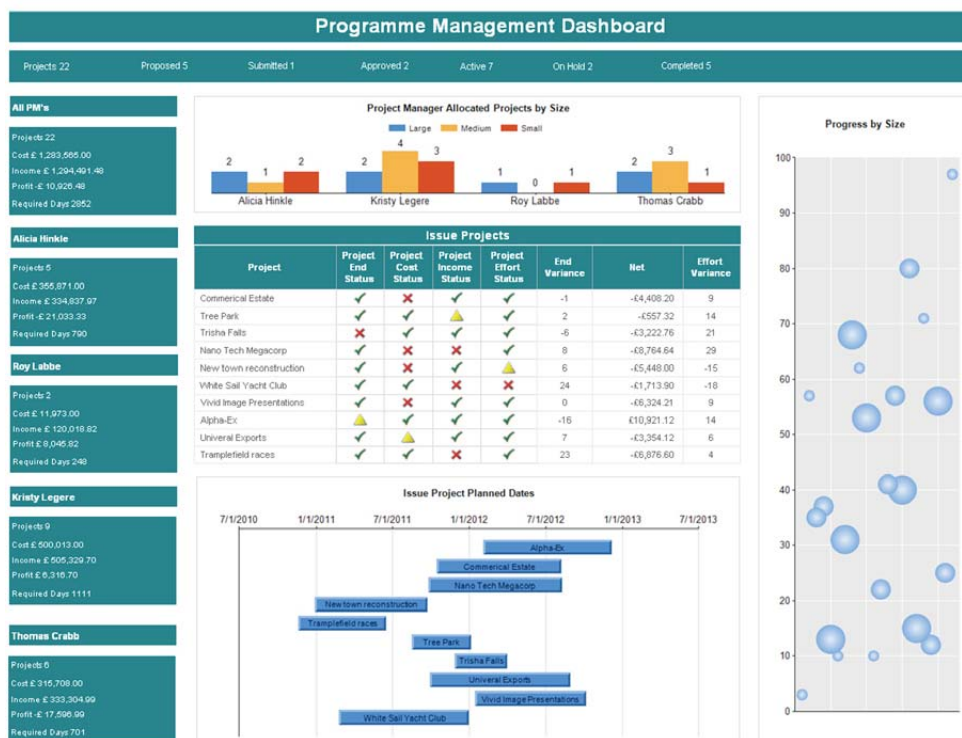 Programme Management Dashboard
Projects 22 Proposed 5 Submitted 1 Approved 2 Active 7 On Hold 2 Completed 5
All PM's
Projects 22
Cost £ 1,283,565.00
Income £ 1,294,491.48
Profit -£ 10,926.48
Required Days 2852
Alicia Hinkle
Projects 5
Cost £ 355,871.00
Income £ 334,837.97
Profit -£ 21,033.33
Required Days 790
Roy Labbe
Projects 2
Cost £ 11,973.00
Income £ 120,018.82
Profit £ 8,045.82
Required Days 248
Kristy Legere
Projects 9
Cost £ 600,013.00
Income £ 505,329.70
Profit £ 6,316.70
Required Days 1111
Thomas Crabb
Projects 6
Cost £ 315,708.00
Income £ 333,304.99
Profit -£ 17,596.99
Required Days 701
Project Manager Allocated Projects by Size
Large Medium Small
2 1 2 2 4 3 1 0 1 2 3 1
Alicia Hinkle Kristy Legere Roy Labbe Thomas Crabb
Issue Projects
Project Project End Status Project Cost Status Project Income Status Project Effort Status End Variance Net Effort Variance
Commerical Estate -1 -£4,408.20 9
Tree Park 2 -£557.32 14
Trisha Falls -6 -£3,222.76 21
Nano Tech Megacorp 8 -£8,764.64 29
New town reconstruction 6 -£5,448.00 -15
White Sail Yacht Club 24 -£1,713.90 -18
Vivid Image Presentations 0 -£6,324.21 9
Alpha-Ex -16 £10,921.12 14
Univeral Exports 7 -£3,354.12 6
Tramplefield races 23 -£6,876.60 4
Issue Project Planned Dates
7/1/2010 1/1/2011 7/1/2011 1/1/2012 7/1/2012 1/1/2013 7/1/2013
Alpha-Ex
Commerical Estate
Nano Tech Megacorp
New town reconstruction
Tramplefield races
Tree Park
Trisha Falls
Univeral Exports
Vivid Image Presentations
White Sail Yacht Club
Progress by Size
100
90
80
70
60
50
40
30
20
10
0